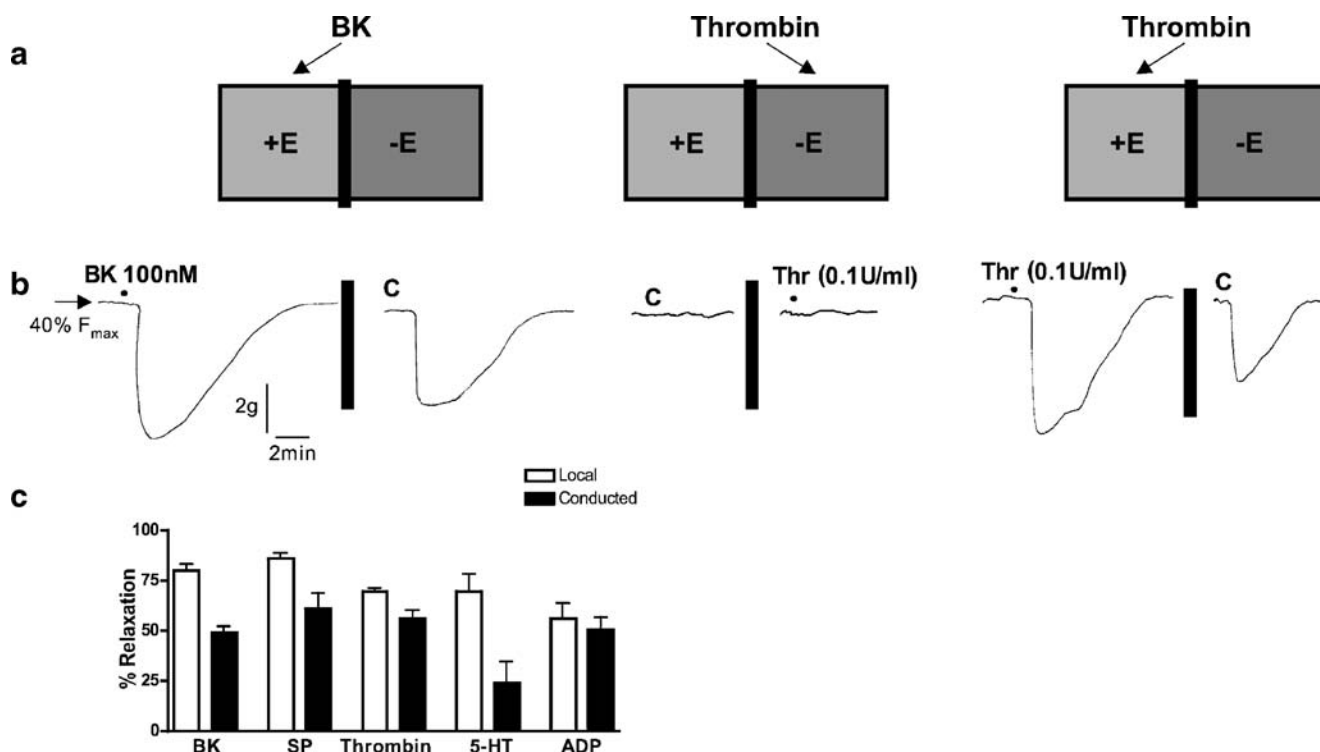 a
BK Thrombin Thrombin
+E -E +E -E +E -E
b
BK 100nM C C Thr (0.1U/ml) Thr (0.1U/ml) C
40% Fmax
2g
2min
c
Local
Conducted
% Relaxation
100
75
50
25
0
BK SP Thrombin 5-HT ADP